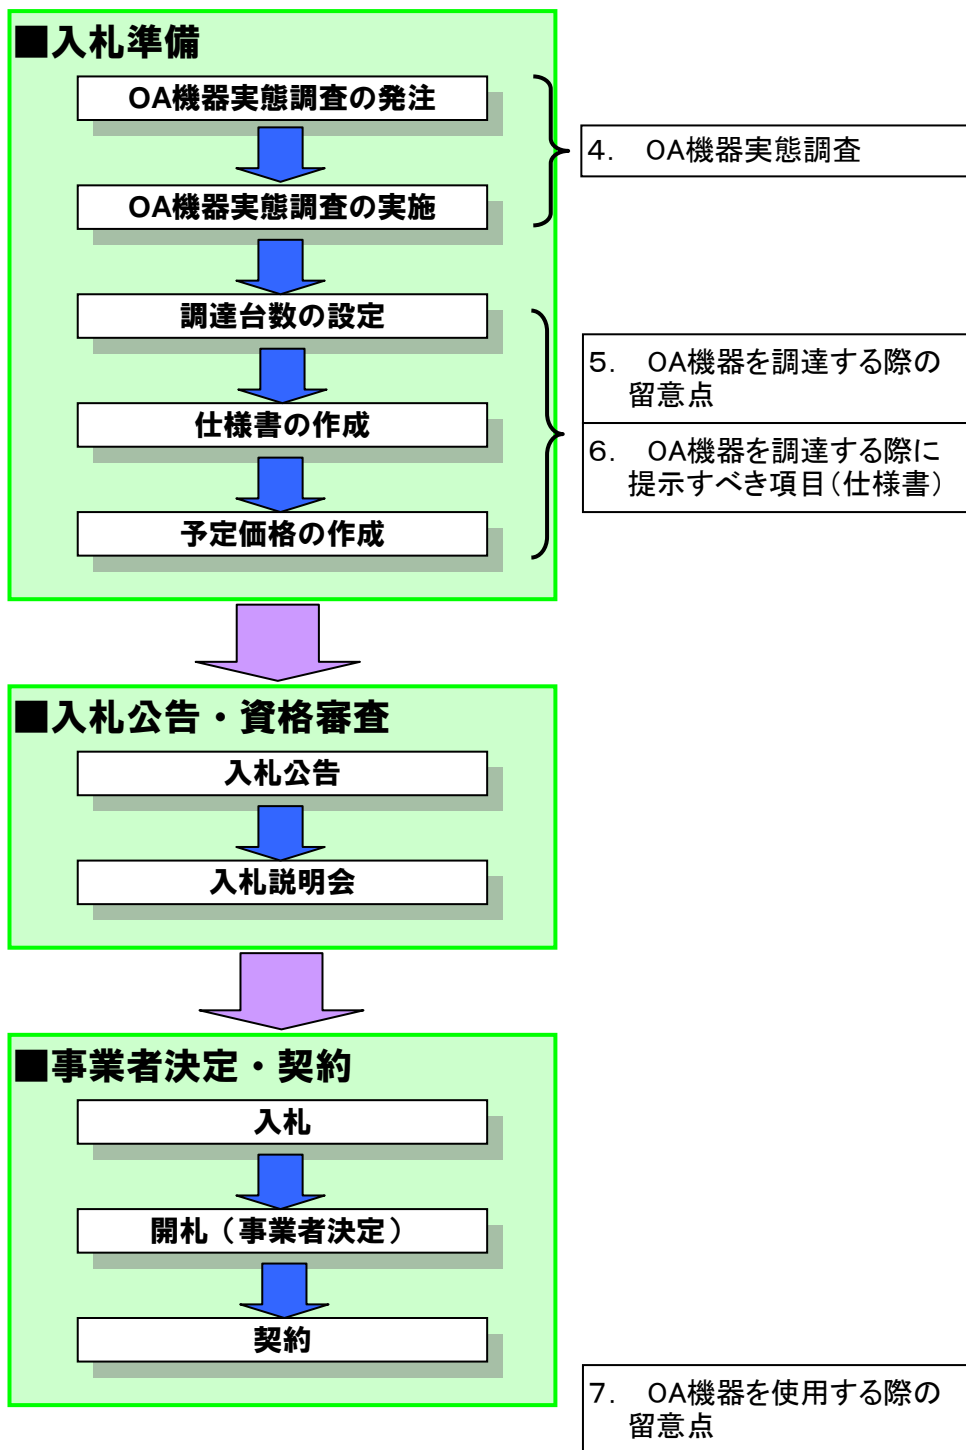 ■入札準備
OA機器実態調査の発注
4. OA機器実態調査
OA機器実態調査の実施
調達台数の設定
5. OA機器を調達する際の
留意点
仕様書の作成
6. OA機器を調達する際に
提示すべき項目（仕様書）
予定価格の作成
■入札公告・資格審査
入札公告
入札説明会
■事業者決定・契約
入札
開札（事業者決定）
契約
7. OA機器を使用する際の
留意点